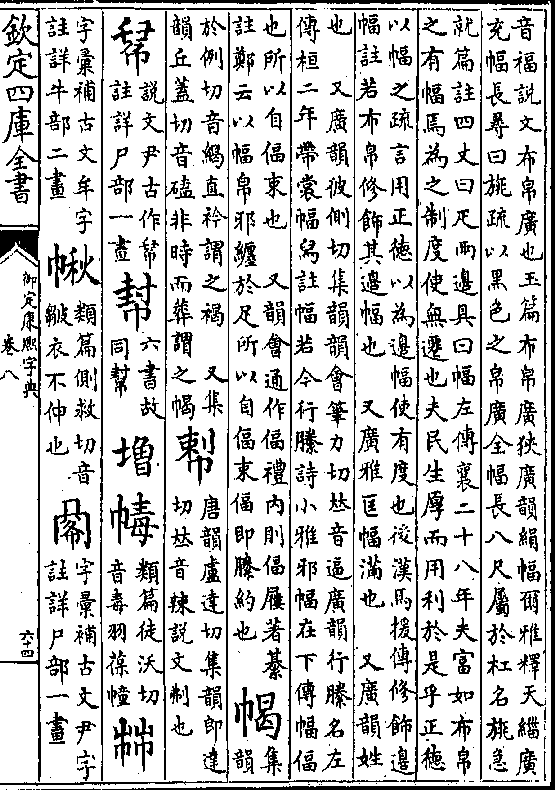 音福說文布帛廣也玉篇布帛廣狹廣韻絹幅爾雅釋天緇廣
充幅長尋曰旐疏以黑色之帛廣全幅長八尺屬於杠名旐急
就篇註四丈曰疋兩邊具曰幅左傳襄二十八年夫富如布帛
之有幅焉為之制度使無遷也夫民生厚而用利於是乎正德
以幅之疏言用正德以為邊幅使有度也後漢馬援傳修飾邊
幅註若布帛修飾其邊幅也 又廣雅匡幅滿也 又廣韻姓
也 又廣韻彼側切集韻韻會筆力切𠀤音逼廣韻行縢名左
傳桓二年帶裳幅舄註幅若今行縢詩小雅邪幅在下傳幅偪
也所以自偪束也 又韻會通作偪禮內則偪屨著綦
註鄭云以幅帛邪纏於足所以自偪束偪即縢約也
集
韻
於例切音緆直衿謂之褐 又集
韻丘蓋切音磕非時而葬謂之
唐韻盧達切集韻郎達
切𠀤音辣說文也
說文尹古作
註詳尸部一畫
幇
六書故
同幫
增
類篇徒沃切
音毒羽葆幢
字彙補古文年字
註詳干部二畫
類篇側救切音
皺衣不伸也
字彙補古文尹字
註詳尸部一畫
欽定四庫全書
御定康熙字典
卷八
六十四